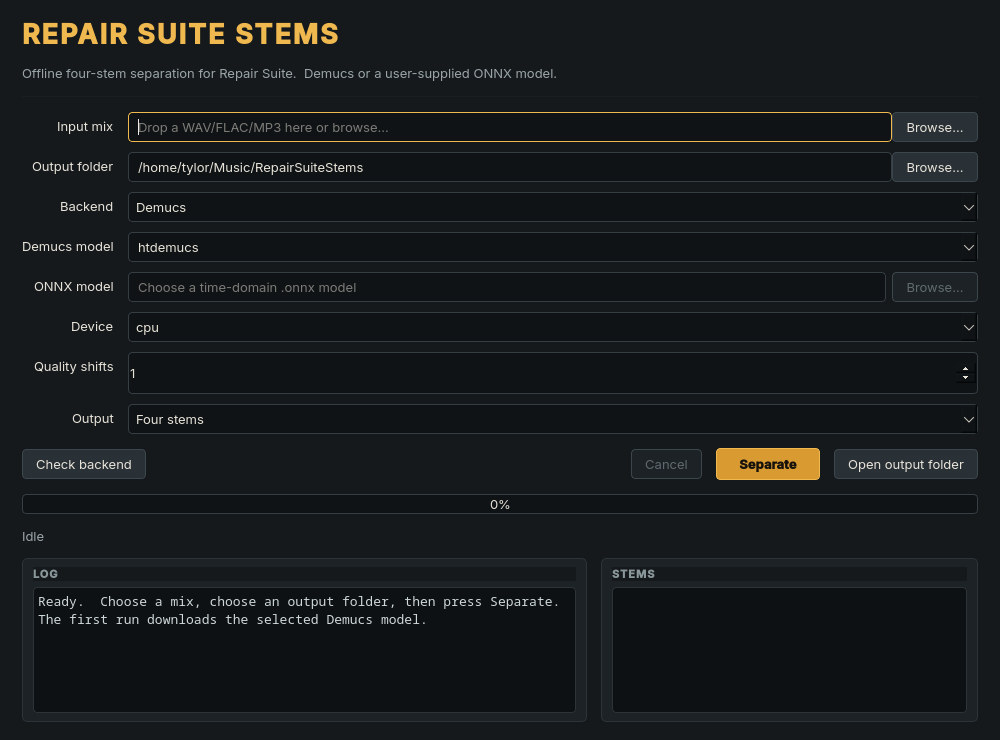 REPAIR SUITE STEMS
Offline four-stem separation for Repair Suite.  Demucs or a user-supplied ONNX model.
Input mix
Drop a WAV/FLAC/MP3 here or browse...
Browse...
Output folder
/home/tylor/Music/RepairSuiteStems
Browse...
Backend
Demucs
Demucs model
htdemucs
ONNX model
Choose a time-domain .onnx model
Browse...
Device
cpu
Quality shifts
1
Output
Four stems
Check backend
Cancel
Separate
Open output folder
0%
Idle
LOG
Ready.  Choose a mix, choose an output folder, then press Separate.
The first run downloads the selected Demucs model.
STEMS